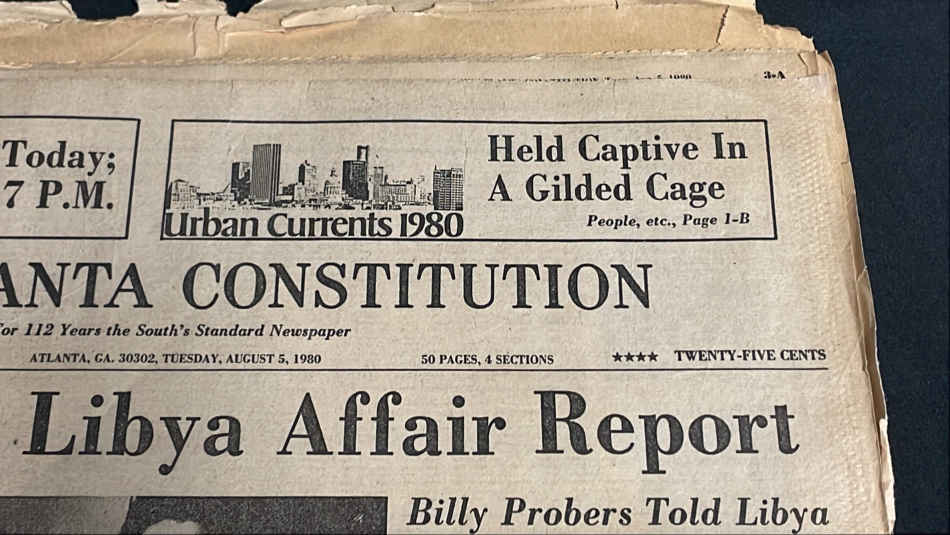 3-A
Today;
7 P.M.
Urban Currents 1980
Held Captive In
A Gilded Cage
People, etc., Page 1-B
ANTA CONSTITUTION
For 112 Years the South's Standard Newspaper
ATLANTA, GA. 30302, TUESDAY, AUGUST 5, 1980
50 PAGES, 4 SECTIONS
★★★★ TWENTY-FIVE CENTS
Libya Affair Report
Billy Probers Told Libya